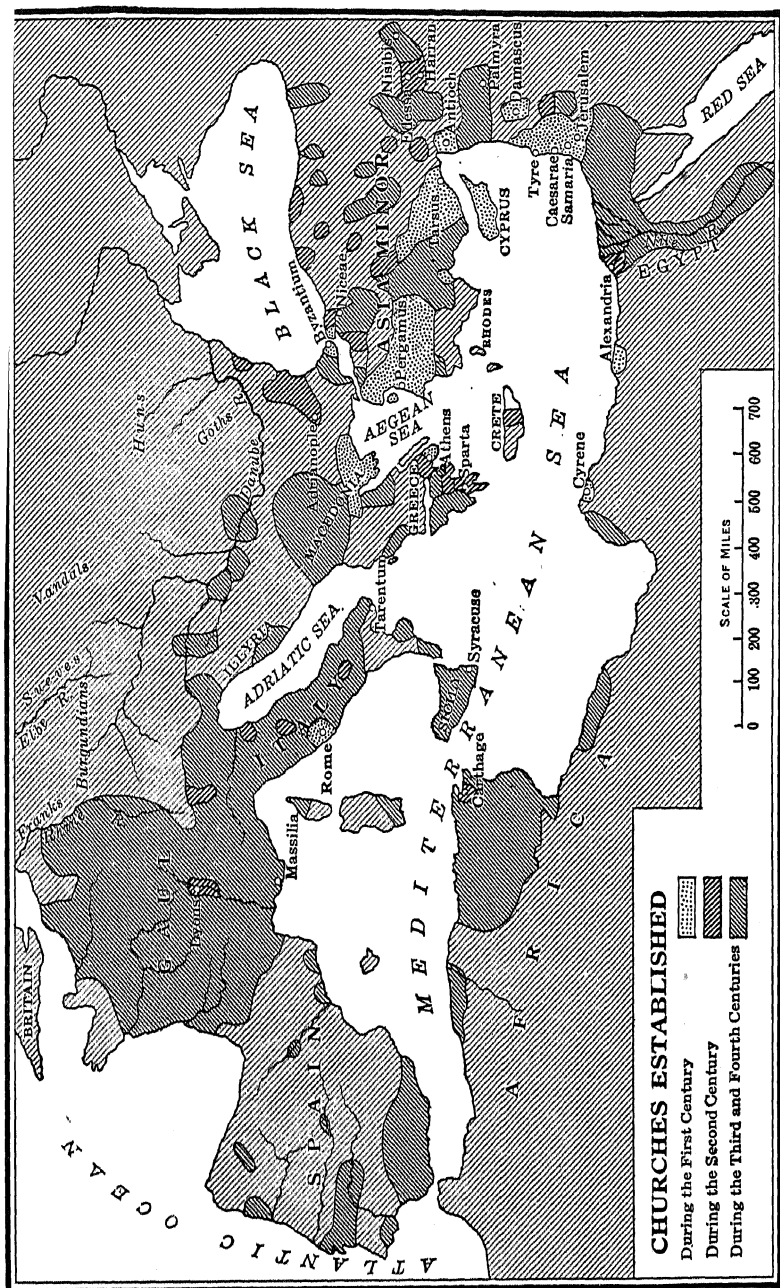 BRITAIN
ATLANTIC OCEAN
Franks
Rhine R.
Elbe R.
Suevesi
Burgundians
Vandals
Huns
Goths
Danube
GAUL
Lyons
SPAIN
Massilia
ITALY
Rome
ADRIATIC SEA
ILLYRIA
Tarentum
SICILY
Syracuse
MACEDONIA
Adrianople
GREECE
Athens
Sparta
AEGEAN SEA
BLACK SEA
Byzantium
Niceae
ASIA MINOR
Pergamus
Tarsus
RHODES
CRETE
CYPRUS
Nisibis
Harran
Edessa
Antioch
Palmyra
Damascus
Tyre
Caesarae
Samaria
Jerusalem
RED SEA
Nile R.
EGYPT
Alexandria
Cyrene
MEDITERRANEAN SEA
Carthage
AFRICA
CHURCHES ESTABLISHED
During the First Century
During the Second Century
During the Third and Fourth Centuries
SCALE OF MILES
0 100 200 300 400 500 600 700